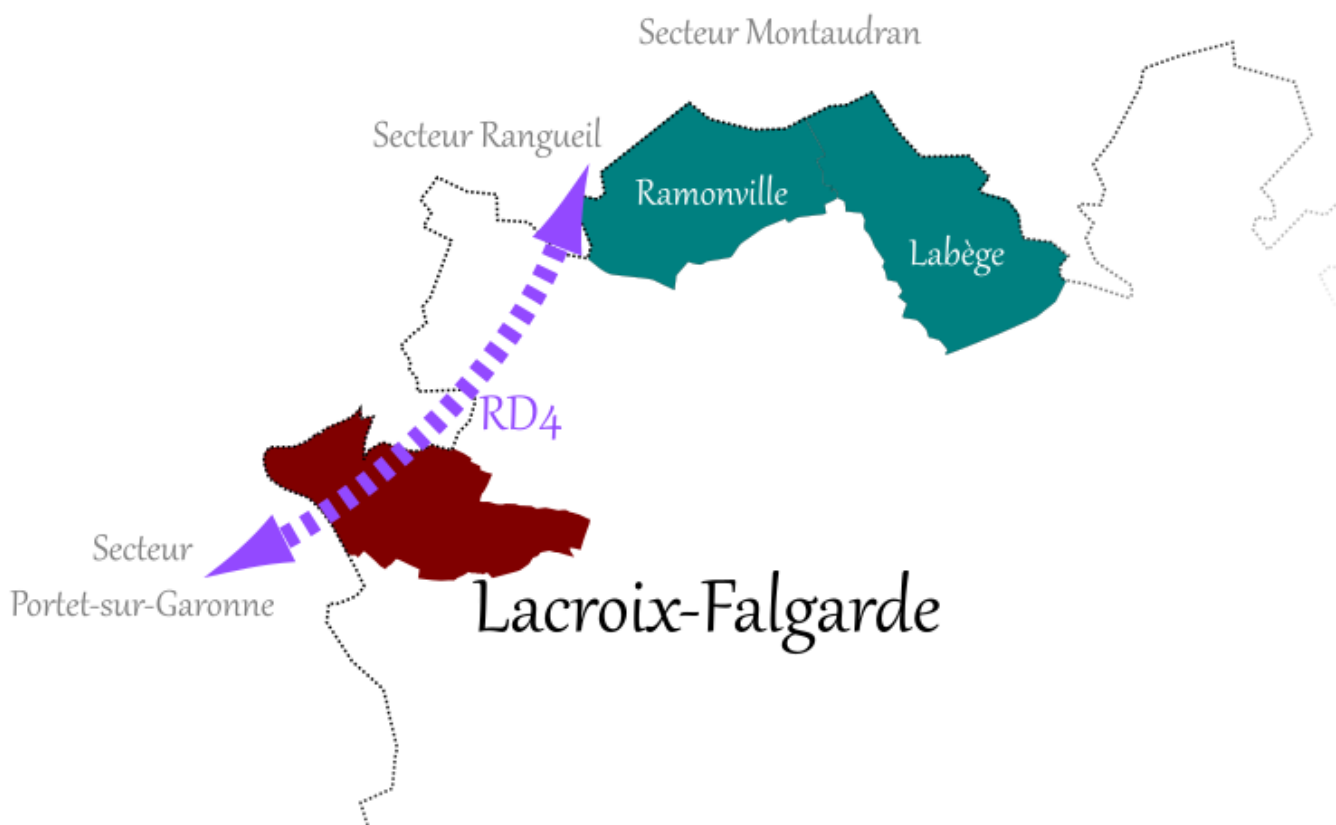 Secteur Montaudran
Secteur Rangueil
Ramonville
Labège
RD4
Secteur
Portet-sur-Garonne
Lacroix-Falgarde